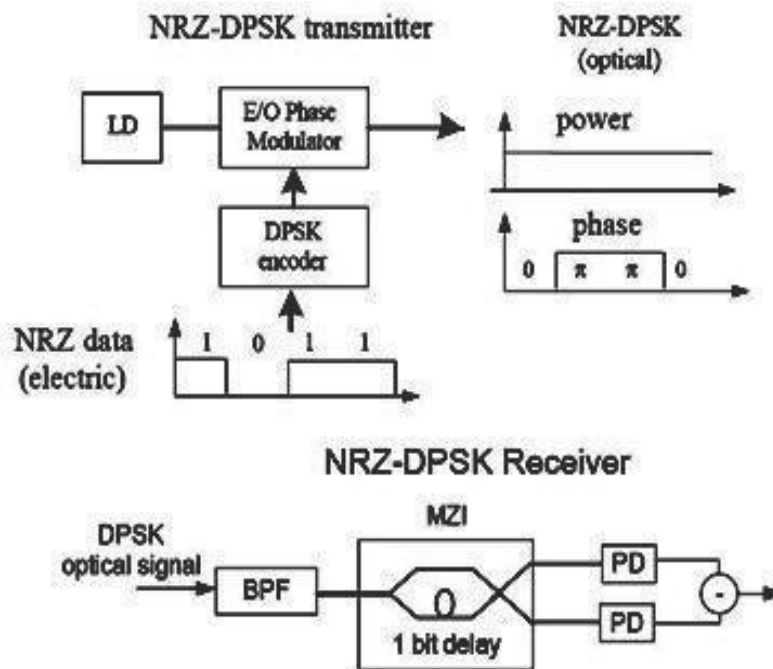 NRZ-DPSK transmitter
NRZ-DPSK
(optical)
LD
E/O Phase
Modulator
power
DPSK
encoder
phase
0 π π 0
NRZ data
(electric)
1 0 1 1
NRZ-DPSK Receiver
MZI
DPSK
optical signal
BPF
PD
-
PD
1 bit delay